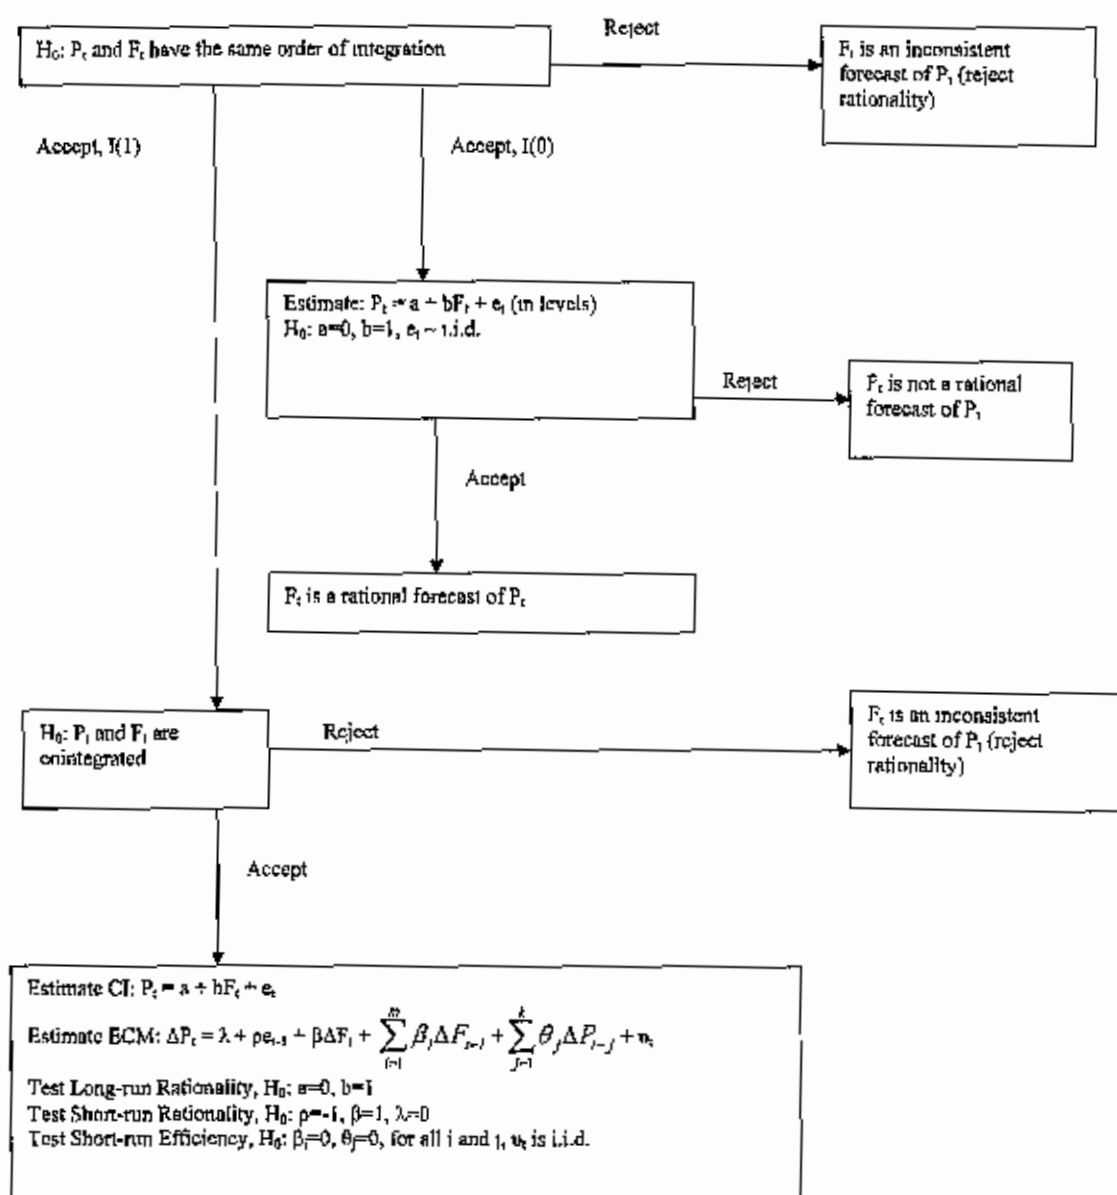 H₀: Pₜ and Fₜ have the same order of integration
Reject
Fₜ is an inconsistent
forecast of Pₜ (reject
rationality)
Accept, I(1)
Accept, I(0)
Estimate: Pₜ = a + bFₜ + eₜ (in levels)
H₀: a=0, b=1, eₜ ~ i.i.d.
Reject
Fₜ is not a rational
forecast of Pₜ
Accept
Fₜ is a rational forecast of Pₜ
H₀: Pₜ and Fₜ are
cointegrated
Reject
Fₜ is an inconsistent
forecast of Pₜ (reject
rationality)
Accept
Estimate CI: Pₜ = a + bFₜ + eₜ
Estimate ECM: ΔPₜ = λ + ρeₜ₋₁ + βΔFₜ + ∑ᵢ₌₁ᵐ βᵢΔFₜ₋ᵢ + ∑ⱼ₌₁ᵏ θⱼΔPₜ₋ⱼ + υₜ
Test Long-run Rationality, H₀: a=0, b=1
Test Short-run Rationality, H₀: ρ=-1, β=1, λ=0
Test Short-run Efficiency, H₀: βᵢ=0, θⱼ=0, for all i and j, υₜ is i.i.d.